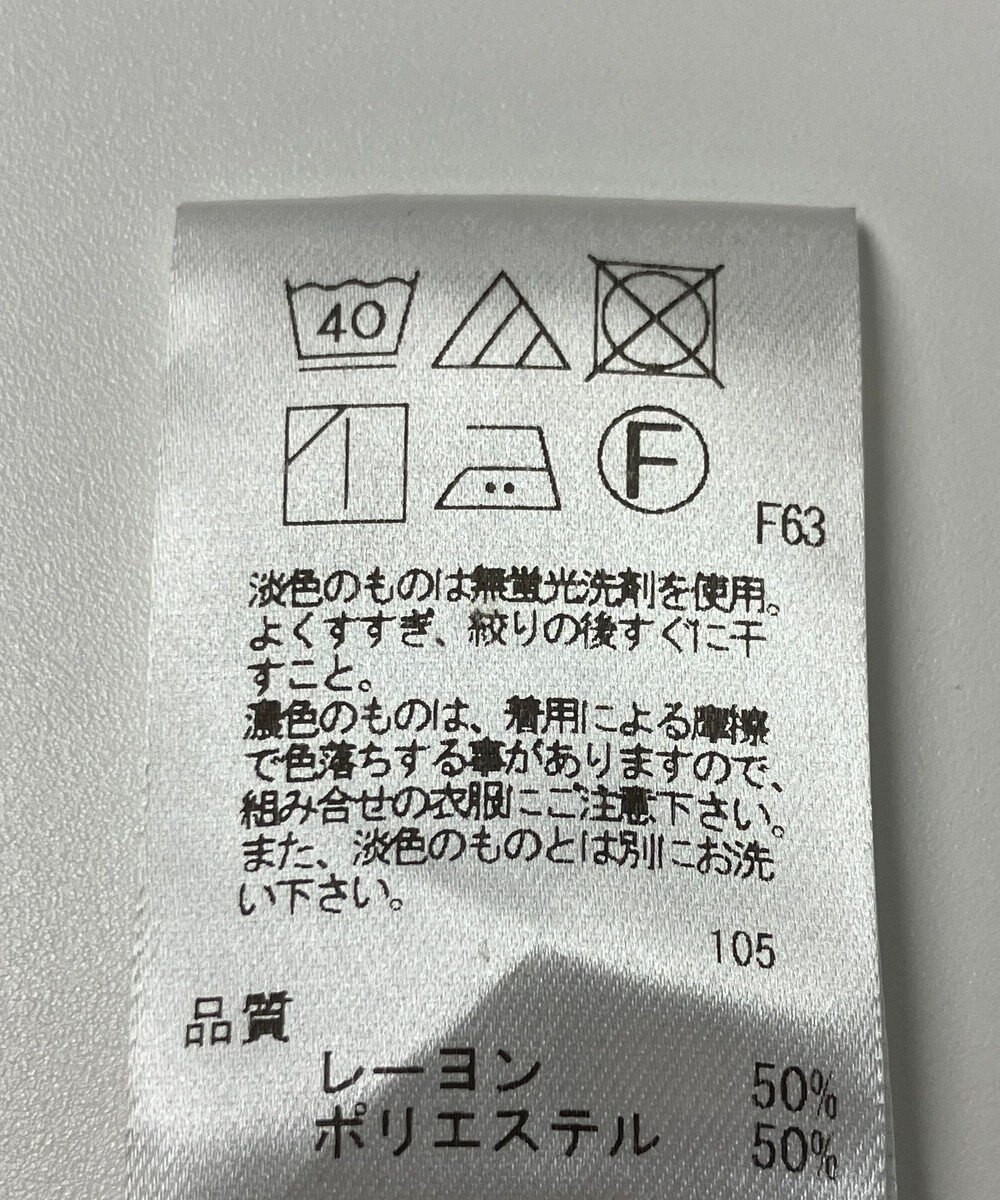 40
F
F63
淡色のものは無蛍光洗剤を使用。
よくすすぎ、絞りの後すぐに干
すこと。
濃色のものは、着用による摩擦
で色落ちする事がありますので、
組み合せの衣服にご注意下さい。
また、淡色のものとは別にお洗
い下さい。
105
品質
レーヨン 50%
ポリエステル 50%